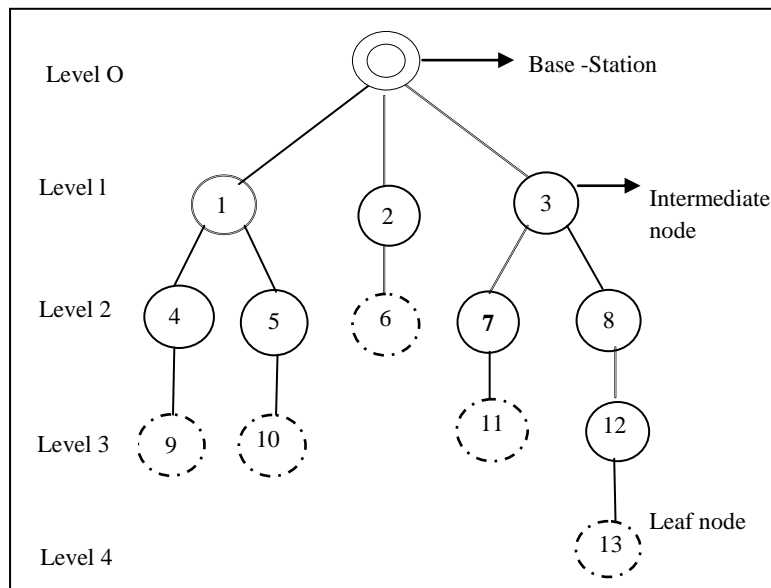 Level O
Base -Station
Level 1
1
2
3
Intermediate
node
Level 2
4
5
6
7
8
Level 3
9
10
11
12
Leaf node
Level 4
13